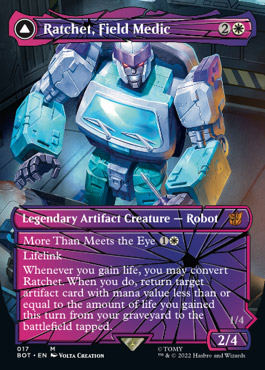 Ratchet, Field Medic 2
Legendary Artifact Creature — Robot
More Than Meets the Eye 1
Lifelink
Whenever you gain life, you may convert
Ratchet. When you do, return target
artifact card with mana value less than or
equal to the amount of life you gained
this turn from your graveyard to the
battlefield tapped.
1/4
2/4
017 M
BOT • EN VOLTA CREATION
™ & © 2022 Hasbro and Wizards
© TOMY